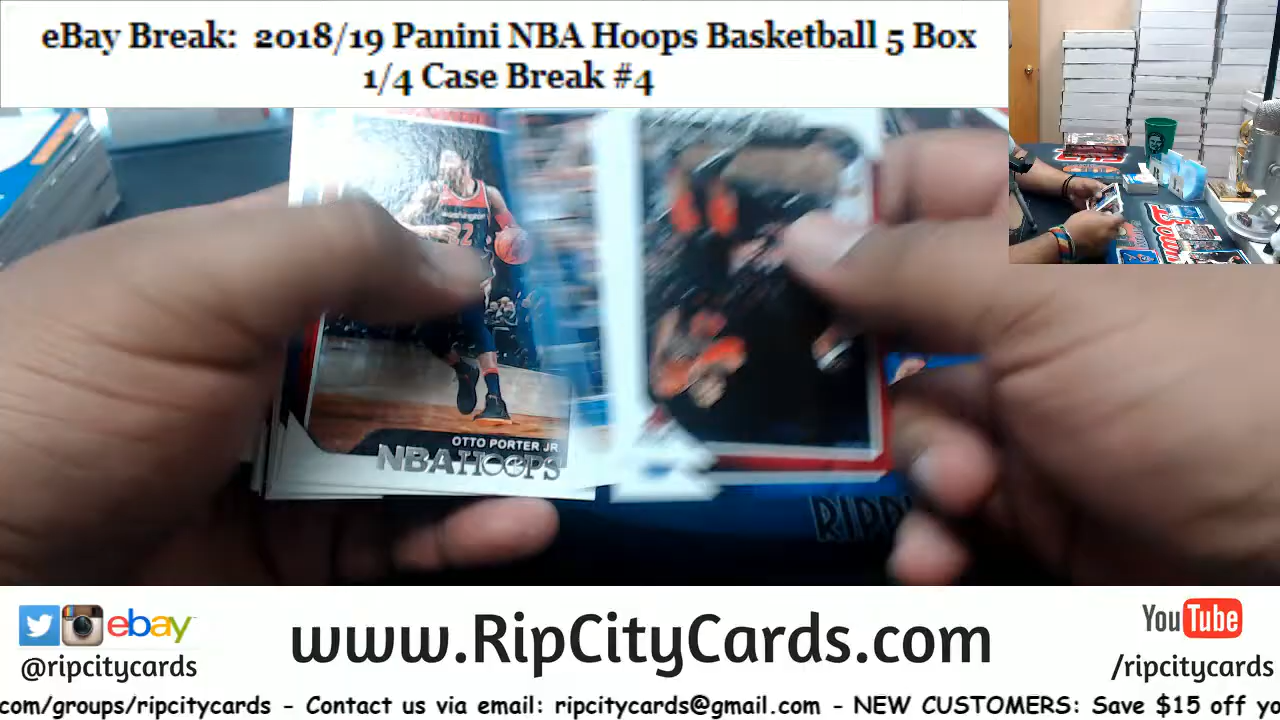 eBay Break: 2018/19 Panini NBA Hoops Basketball 5 Box
1/4 Case Break #4
Washington
OTTO PORTER JR
NBA HOOPS
ebay
@ripcitycards
www.RipCityCards.com
YouTube
/ripcitycards
com/groups/ripcitycards - Contact us via email: ripcitycards@gmail.com - NEW CUSTOMERS: Save $15 off yo